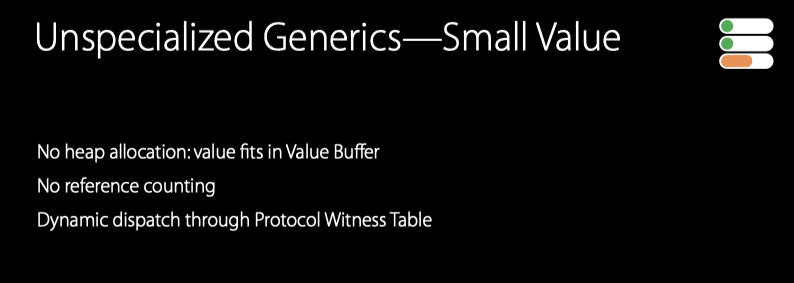 Unspecialized Generics—Small Value
No heap allocation: value fits in Value Buffer
No reference counting
Dynamic dispatch through Protocol Witness Table